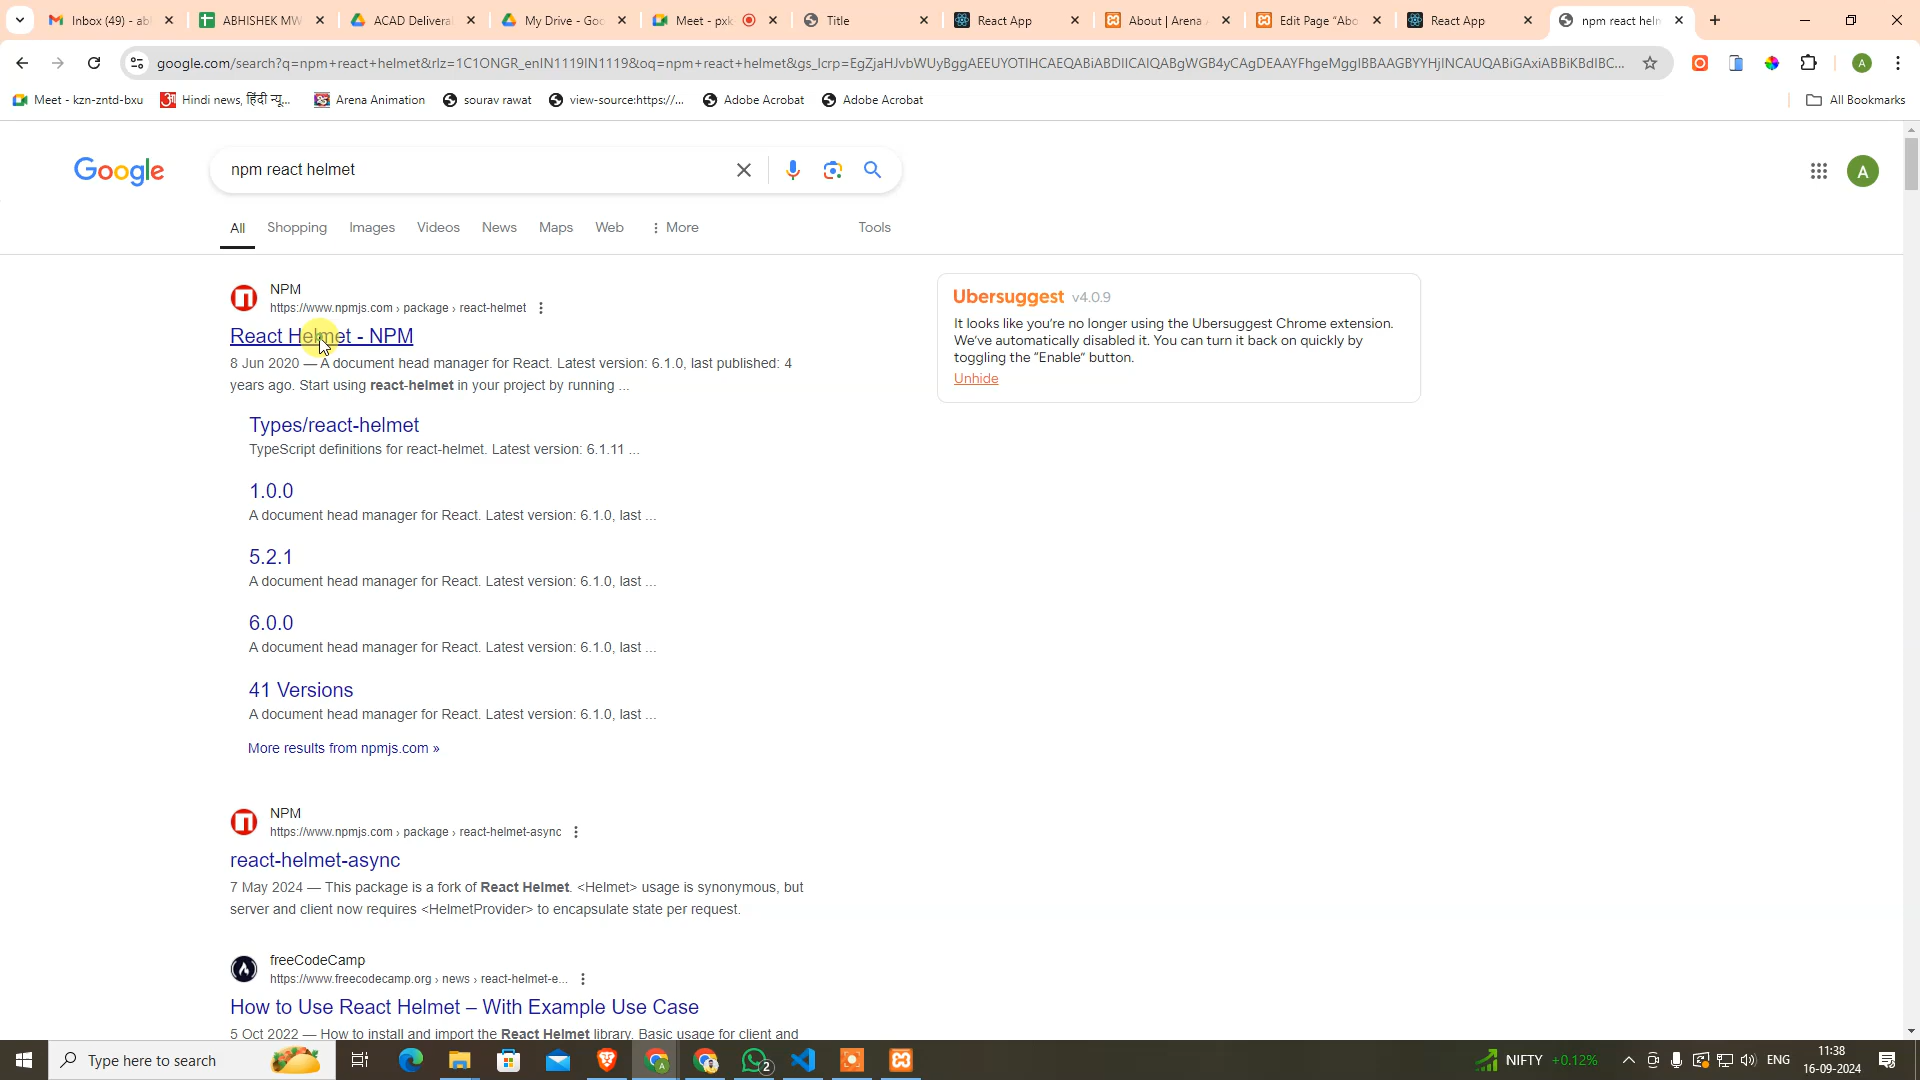 Inbox (49) - ab
ABHISHEK MW
ACAD Delivera
My Drive - Goo
Meet - pxk
Title
React App
About | Arena
Edit Page "Abo
React App
npm react helm
google.com/search?q=npm+react+helmet&rlz=1C1ONGR_enIN1119IN1119&oq=npm+react+helmet&gs_lcrp=EgZjaHJvbWUyBggAEEUYOTIHCAEQABiABDIICAIQABgWGB4yCAgDEAAYFhgeMggIBBAAGBYYHjINCAUQABiGAxiABBiKBdIBC...
Meet - kzn-zntd-bxu
Hindi news, हिंदी न्यू...
Arena Animation
sourav rawat
view-source:https://...
Adobe Acrobat
Adobe Acrobat
All Bookmarks
Google
npm react helmet
A
All
Shopping
Images
Videos
News
Maps
Web
More
Tools
NPM
https://www.npmjs.com › package › react-helmet
React Helmet - NPM
8 Jun 2020 — A document head manager for React. Latest version: 6.1.0, last published: 4
years ago. Start using react-helmet in your project by running ...
Types/react-helmet
TypeScript definitions for react-helmet. Latest version: 6.1.11 ...
1.0.0
A document head manager for React. Latest version: 6.1.0, last ...
5.2.1
A document head manager for React. Latest version: 6.1.0, last ...
6.0.0
A document head manager for React. Latest version: 6.1.0, last ...
41 Versions
A document head manager for React. Latest version: 6.1.0, last ...
More results from npmjs.com »
NPM
https://www.npmjs.com › package › react-helmet-async
react-helmet-async
7 May 2024 — This package is a fork of React Helmet. <Helmet> usage is synonymous, but
server and client now requires <HelmetProvider> to encapsulate state per request.
freeCodeCamp
https://www.freecodecamp.org › news › react-helmet-e...
How to Use React Helmet – With Example Use Case
5 Oct 2022 — How to install and import the React Helmet library. Basic usage for client and
Ubersuggest v4.0.9
It looks like you're no longer using the Ubersuggest Chrome extension.
We've automatically disabled it. You can turn it back on quickly by
toggling the "Enable" button.
Unhide
Type here to search
2
NIFTY +0.12%
ENG
11:38
16-09-2024